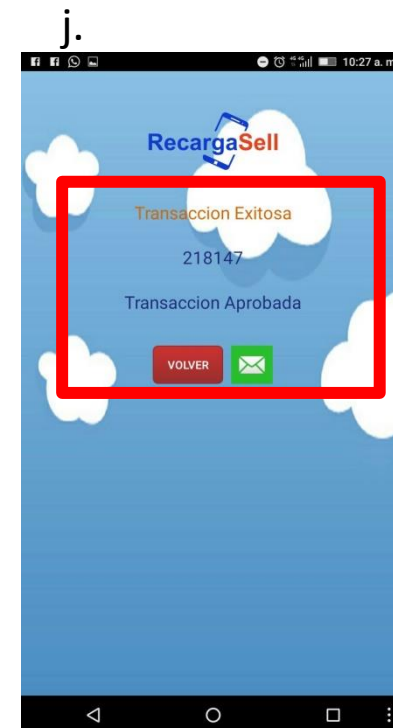 j.
10:27 a. m
RecargaSell
Transaccion Exitosa
218147
Transaccion Aprobada
VOLVER